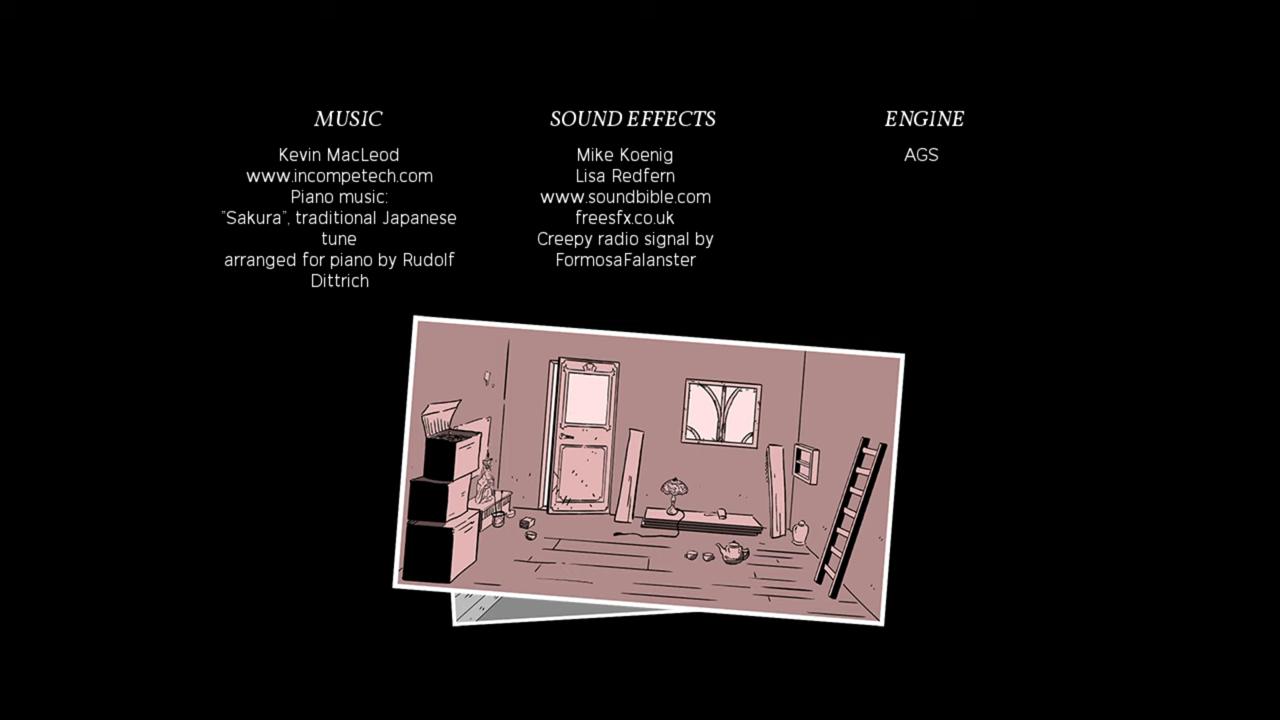 MUSIC
Kevin MacLeod
www.incompetech.com
Piano music:
"Sakura", traditional Japanese
tune
arranged for piano by Rudolf
Dittrich
SOUND EFFECTS
Mike Koenig
Lisa Redfern
www.soundbible.com
freesfx.co.uk
Creepy radio signal by
FormosaFalanster
ENGINE
AGS